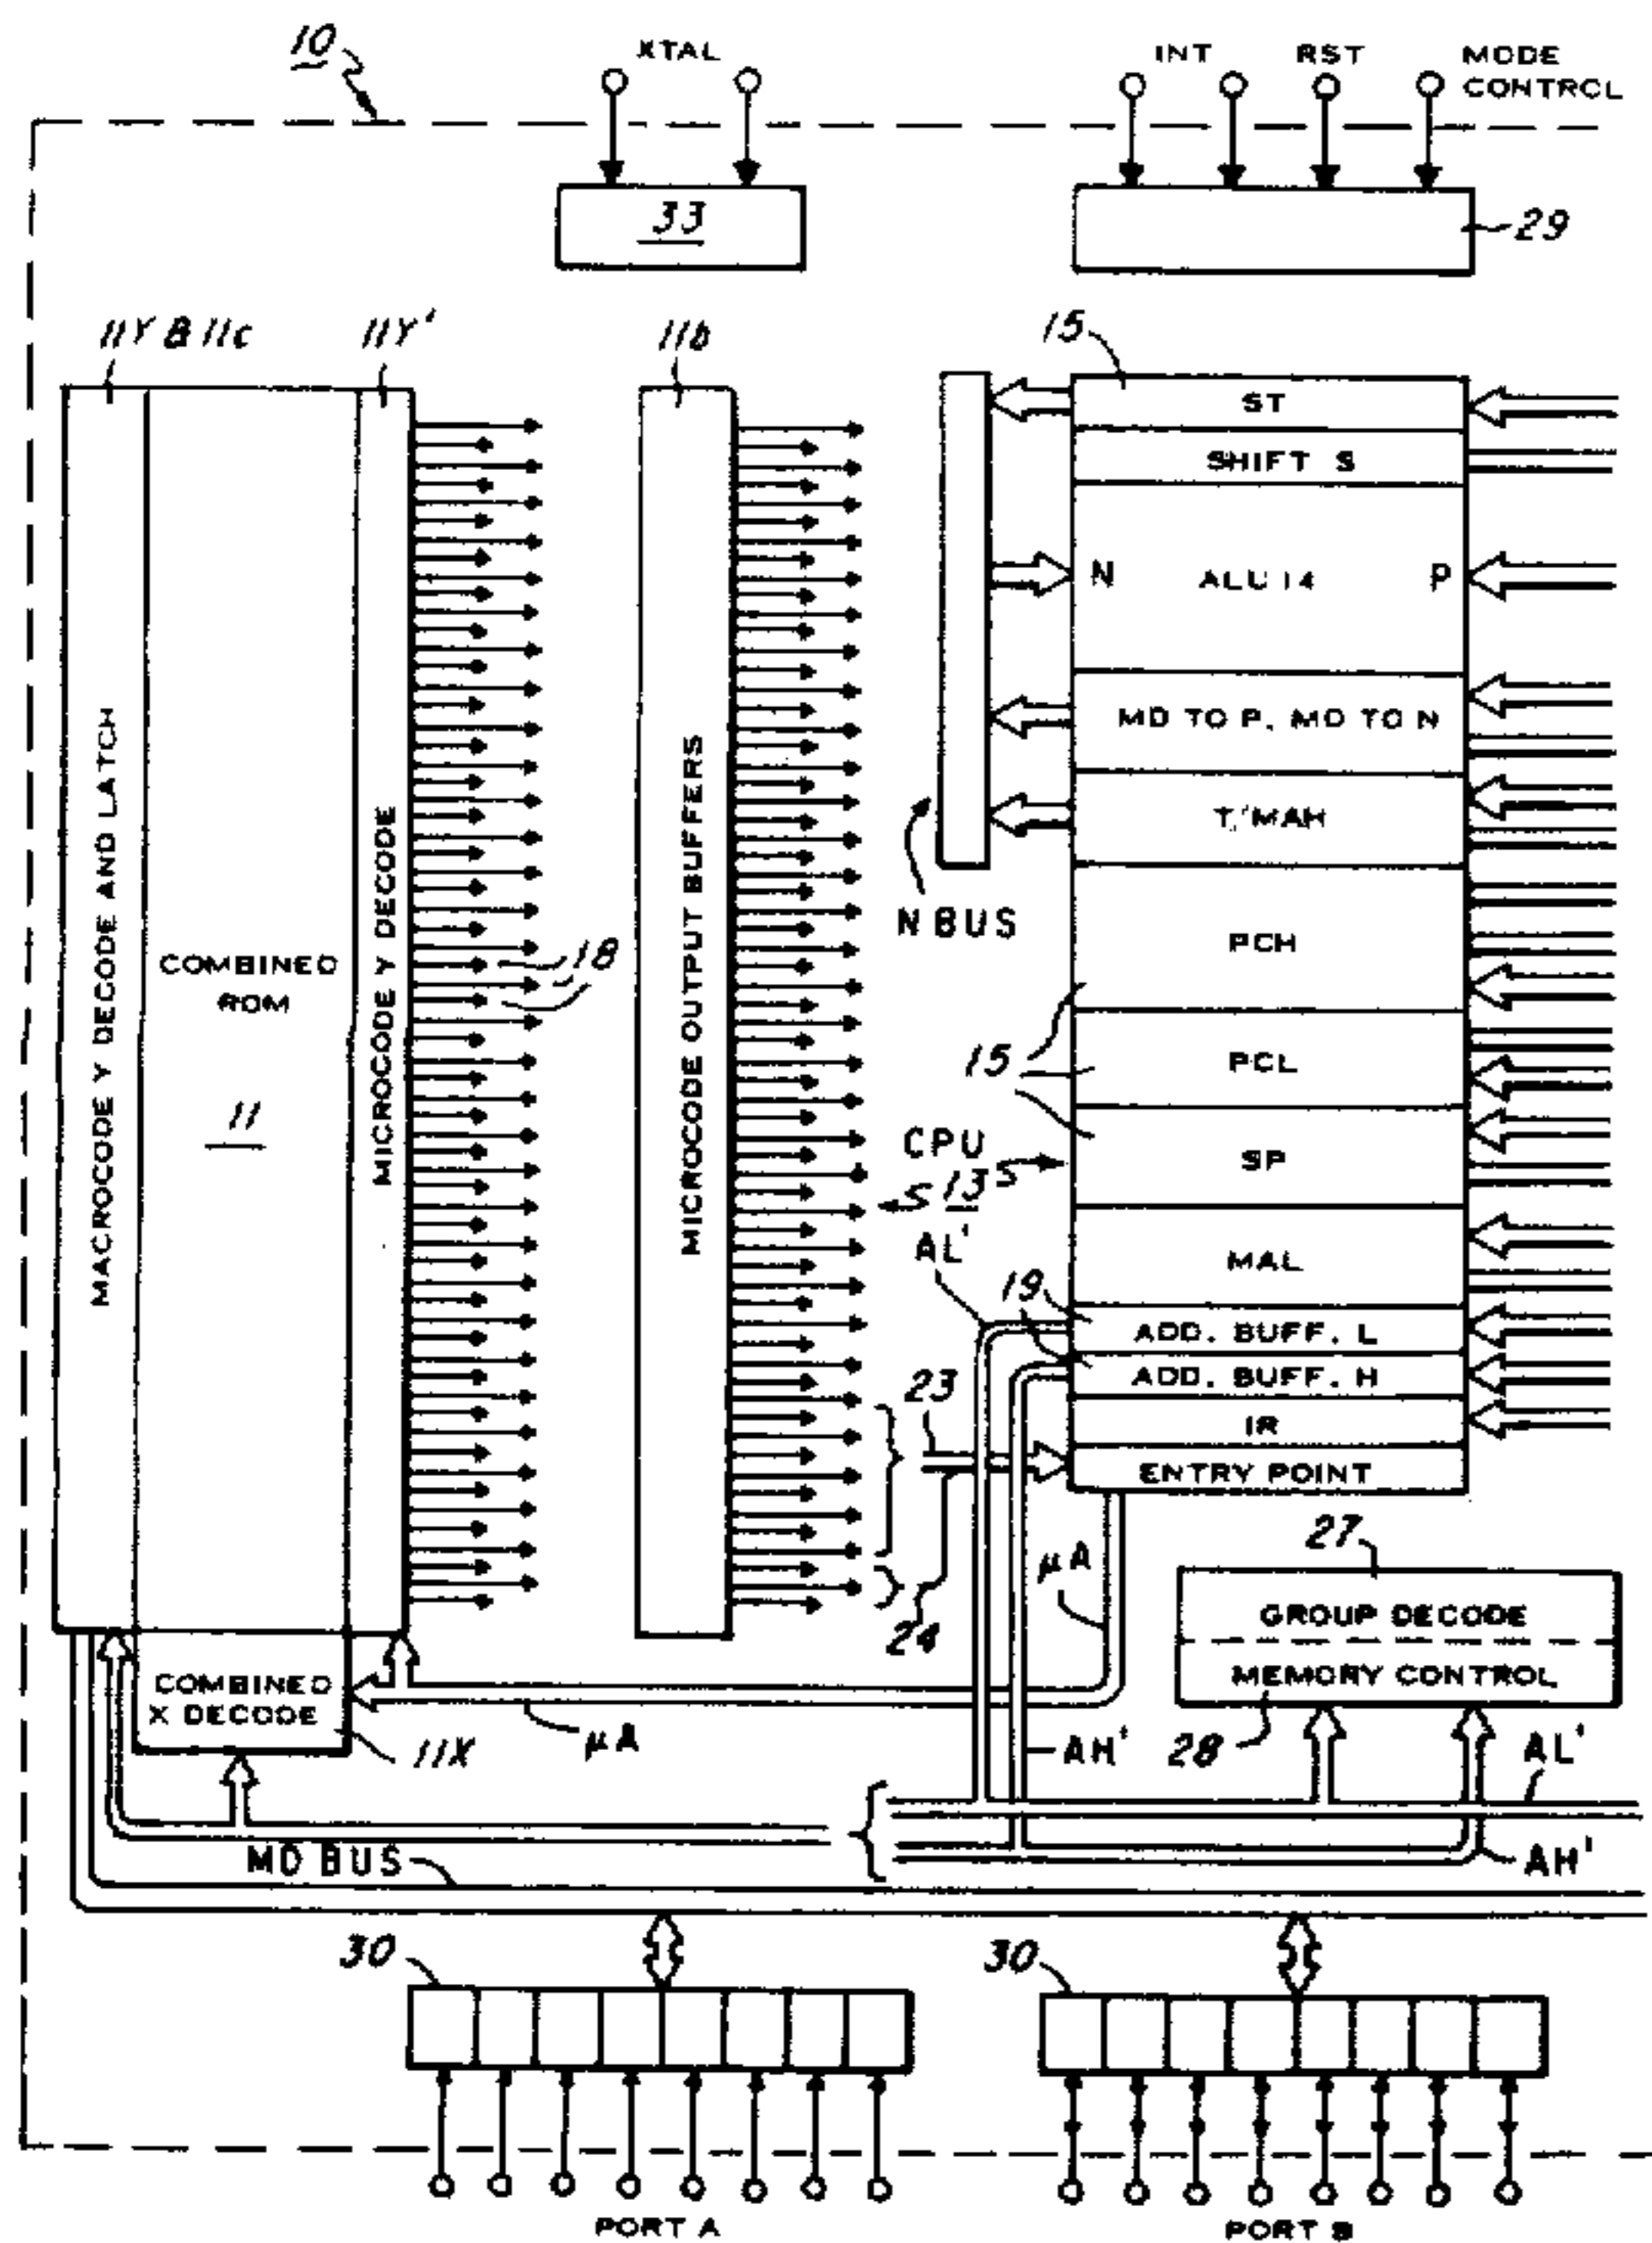 10
XTAL
INT
RST
MODE
CONTROL
33
29
11Y & 11c
11Y'
11b
15
ST
SHIFT S
ALU 14
N
P
MD TO P, MD TO N
T/MAH
N BUS
PCH
PCL
SP
MAL
ADD. BUFF. L
ADD. BUFF. H
IR
ENTRY POINT
MACROCODE Y DECODE AND LATCH
COMBINED
ROM
11
MICROCODE Y DECODE
18
MICROCODE OUTPUT BUFFERS
15
CPU
S 13 S
AL'
19
23
24
μA
27
GROUP DECODE
MEMORY CONTROL
28
COMBINED
X DECODE
11X
μA
AH'
AL'
AH'
MD BUS
30
30
PORT A
PORT B